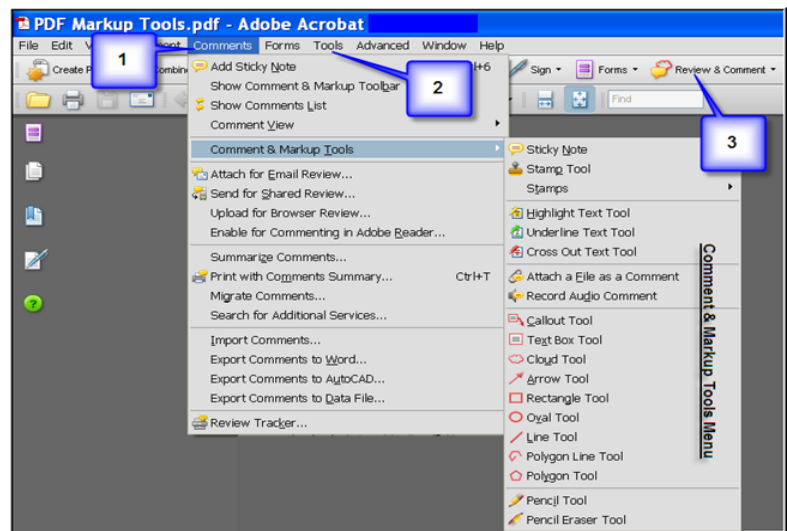 PDF Markup Tools.pdf - Adobe Acrobat
File Edit Comments Forms Tools Advanced Window Help
1
2
Create Combine Sign Forms Review & Comment
Find
3
Add Sticky Note
Show Comment & Markup Toolbar
Show Comments List
Comment View
Comment & Markup Tools
Attach for Email Review...
Send for Shared Review...
Upload for Browser Review...
Enable for Commenting in Adobe Reader...
Summarize Comments...
Print with Comments Summary... Ctrl+T
Migrate Comments...
Search for Additional Services...
Import Comments...
Export Comments to Word...
Export Comments to AutoCAD...
Export Comments to Data File...
Review Tracker...
Sticky Note
Stamp Tool
Stamps
Highlight Text Tool
Underline Text Tool
Cross Out Text Tool
Attach a File as a Comment
Record Audio Comment
Callout Tool
Text Box Tool
Cloud Tool
Arrow Tool
Rectangle Tool
Oval Tool
Line Tool
Polygon Line Tool
Polygon Tool
Pencil Tool
Pencil Eraser Tool
Comment & Markup Tools Menu